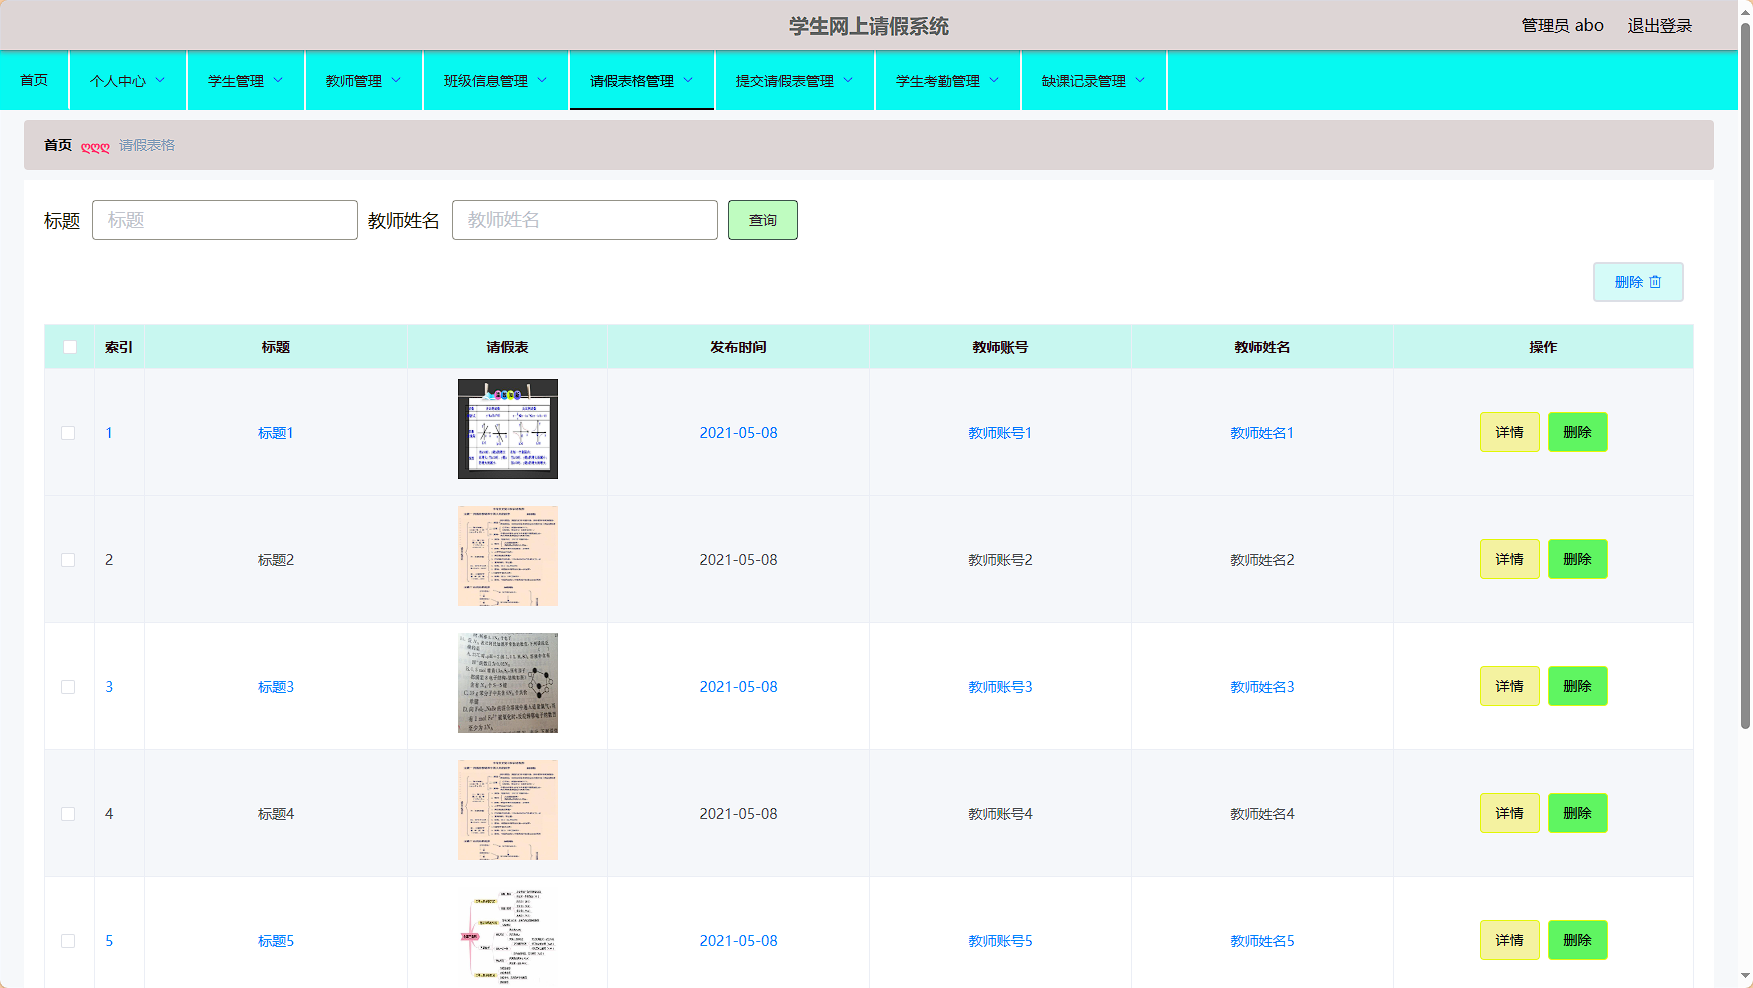 学生网上请假系统
管理员 abo 退出登录
首页 个人中心 学生管理 教师管理 班级信息管理 请假表格管理 提交请假表管理 学生考勤管理 缺课记录管理
首页 ღღღ 请假表格
标题 标题 教师姓名 教师姓名 查询
删除
索引 标题 请假表 发布时间 教师账号 教师姓名 操作
1 标题1 2021-05-08 教师账号1 教师姓名1 详情 删除
2 标题2 2021-05-08 教师账号2 教师姓名2 详情 删除
3 标题3 2021-05-08 教师账号3 教师姓名3 详情 删除
4 标题4 2021-05-08 教师账号4 教师姓名4 详情 删除
5 标题5 2021-05-08 教师账号5 教师姓名5 详情 删除